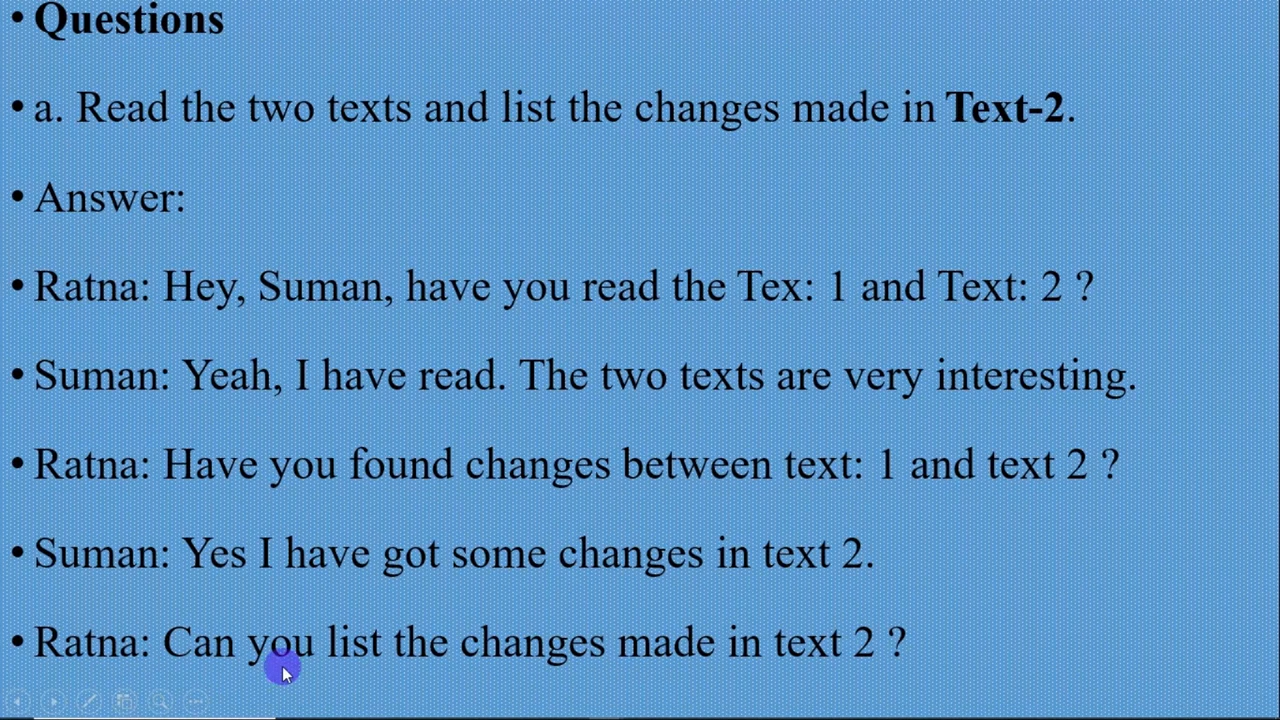 • Questions
• a. Read the two texts and list the changes made in Text-2.
• Answer:
• Ratna: Hey, Suman, have you read the Tex: 1 and Text: 2 ?
• Suman: Yeah, I have read. The two texts are very interesting.
• Ratna: Have you found changes between text: 1 and text 2 ?
• Suman: Yes I have got some changes in text 2.
• Ratna: Can you list the changes made in text 2 ?